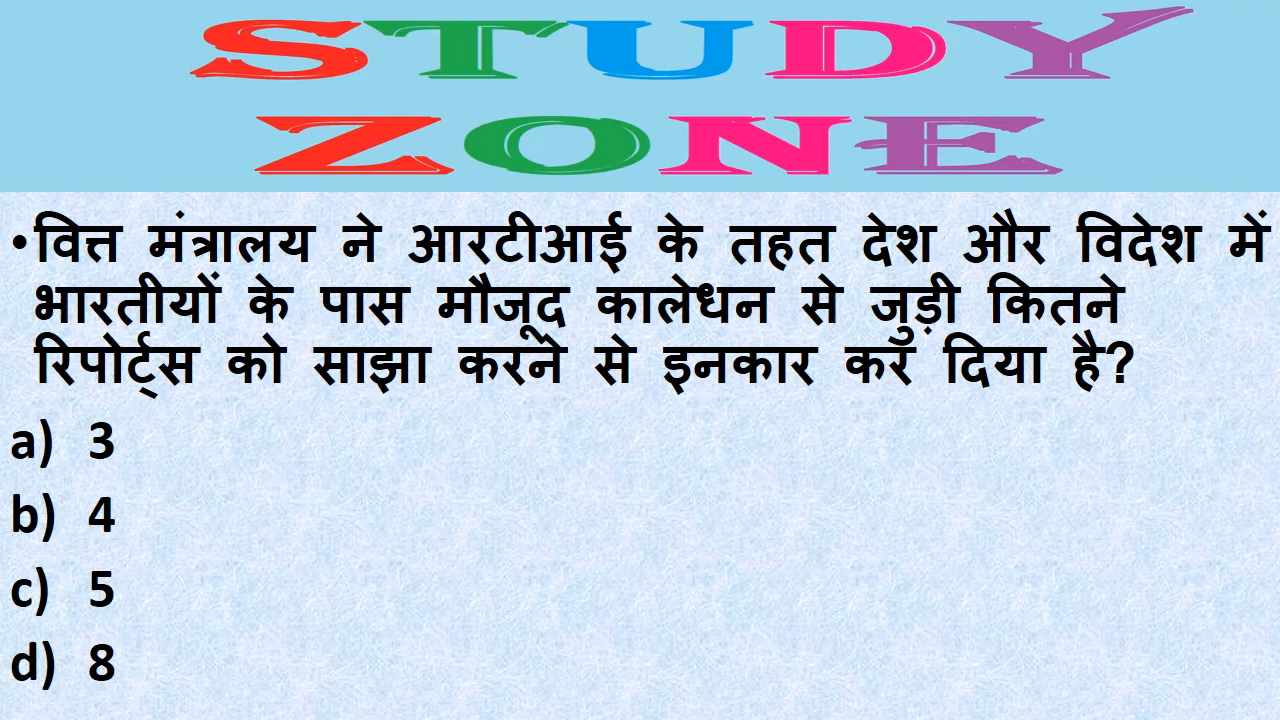 STUDY
ZONE
•वित्त मंत्रालय ने आरटीआई के तहत देश और विदेश में
भारतीयों के पास मौजूद कालेधन से जुड़ी कितने
रिपोर्ट्स को साझा करने से इनकार कर दिया है?
a) 3
b) 4
c) 5
d) 8